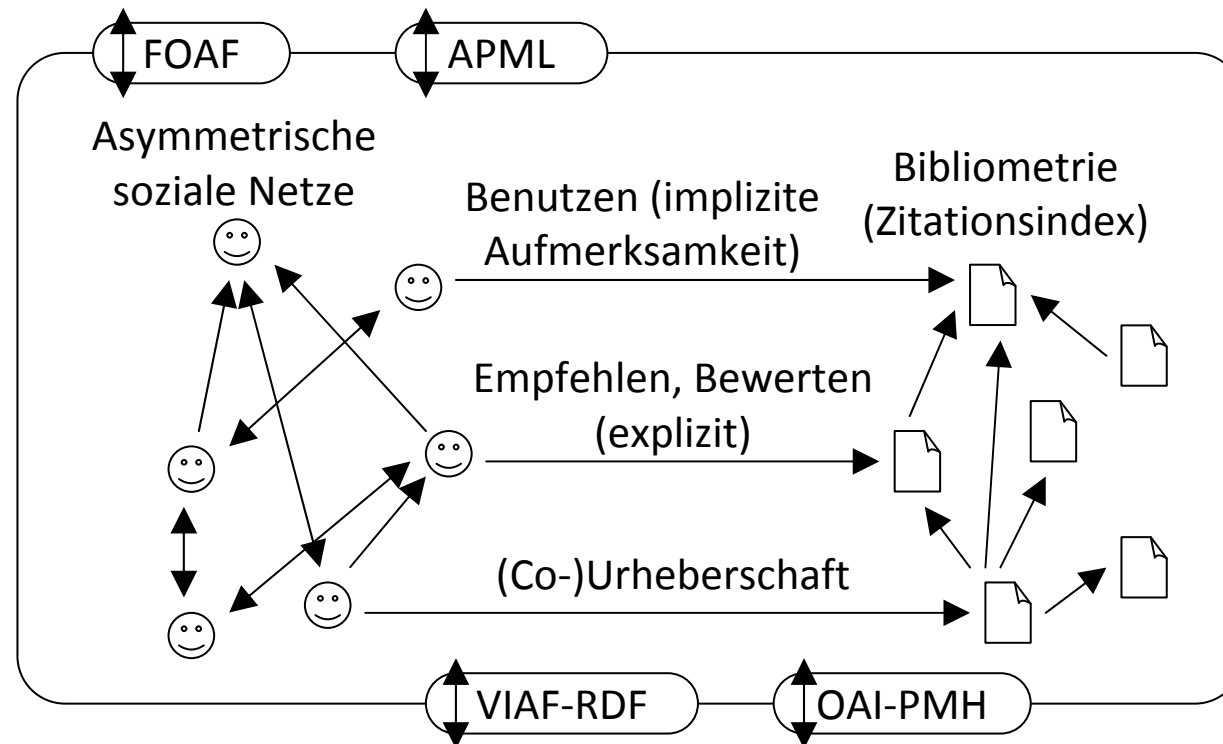 FOAF
APML
Asymmetrische
soziale Netze
Benutzen (implizite
Aufmerksamkeit)
Bibliometrie
(Zitationsindex)
Empfehlen, Bewerten
(explizit)
(Co-)Urheberschaft
VIAF-RDF
OAI-PMH